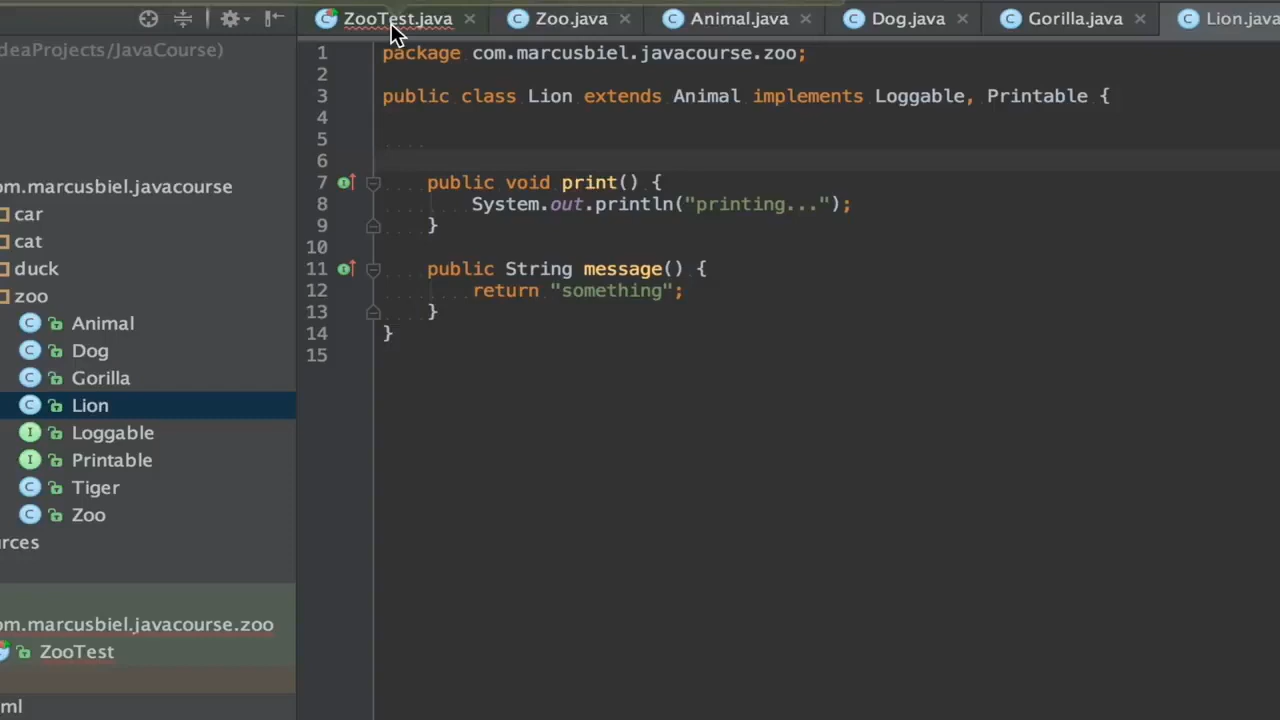 ZooTest.java Zoo.java Animal.java Dog.java Gorilla.java Lion.java
deaProjects/JavaCourse)
om.marcusbiel.javacourse
car
cat
duck
zoo
Animal
Dog
Gorilla
Lion
Loggable
Printable
Tiger
Zoo
urces
om.marcusbiel.javacourse.zoo
ZooTest
ml
1 package com.marcusbiel.javacourse.zoo;
2
3 public class Lion extends Animal implements Loggable, Printable {
4
5
6
7 public void print() {
8 System.out.println("printing...");
9 }
10
11 public String message() {
12 return "something";
13 }
14 }
15